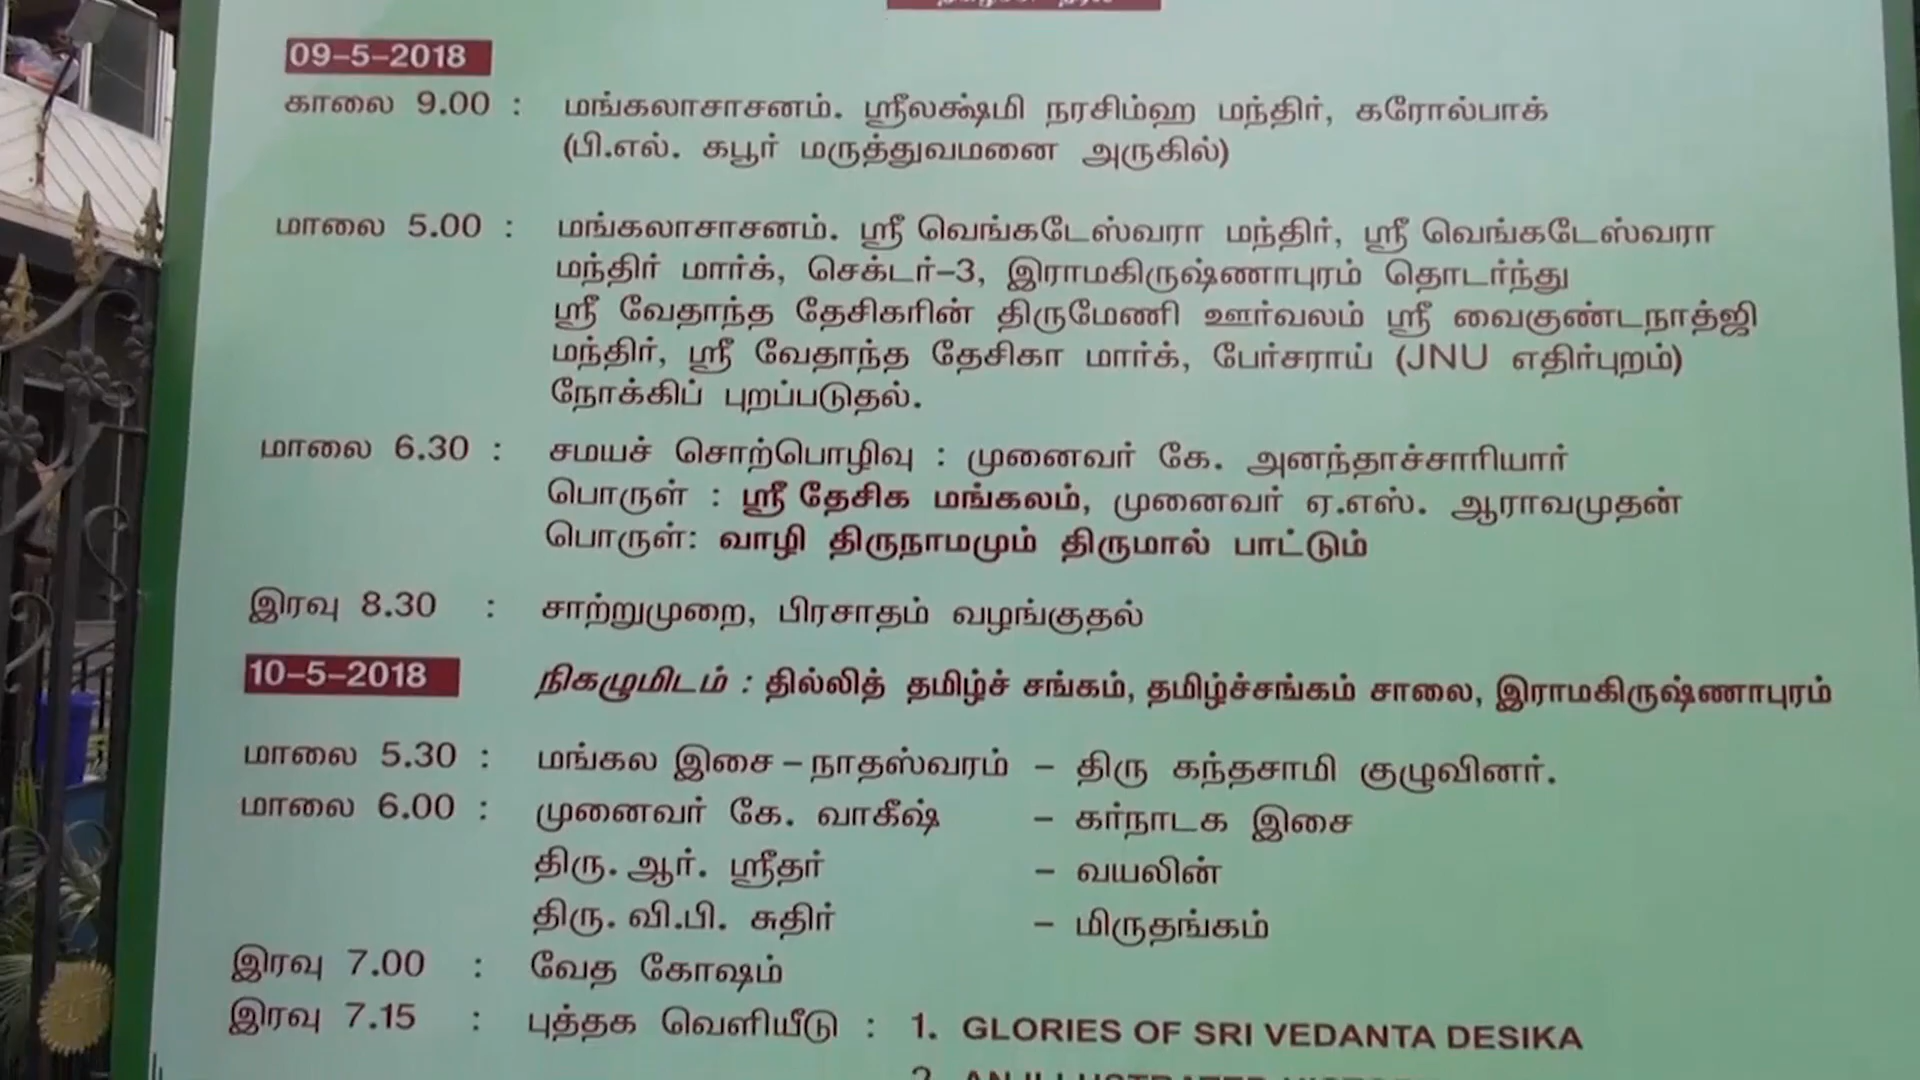 09-5-2018
காலை 9.00 : மங்கலாசாசனம். ஸ்ரீலக்ஷ்மி நரசிம்ஹ மந்திர், கரோல்பாக்
(பி.எல். கபூர் மருத்துவமனை அருகில்)
மாலை 5.00 : மங்கலாசாசனம். ஸ்ரீ வெங்கடேஸ்வரா மந்திர், ஸ்ரீ வெங்கடேஸ்வரா
மந்திர் மார்க், செக்டர்-3, இராமகிருஷ்ணாபுரம் தொடர்ந்து
ஸ்ரீ வேதாந்த தேசிகரின் திருமேணி ஊர்வலம் ஸ்ரீ வைகுண்டநாத்ஜி
மந்திர், ஸ்ரீ வேதாந்த தேசிகா மார்க், பேர்சராய் (JNU எதிர்புறம்)
நோக்கிப் புறப்படுதல்.
மாலை 6.30 : சமயச் சொற்பொழிவு : முனைவர் கே. அனந்தாச்சாரியார்
பொருள் : ஸ்ரீ தேசிக மங்கலம், முனைவர் ஏ.எஸ். ஆராவமுதன்
பொருள்: வாழி திருநாமமும் திருமால் பாட்டும்
இரவு 8.30 : சாற்றுமுறை, பிரசாதம் வழங்குதல்
10-5-2018 நிகழுமிடம் : தில்லித் தமிழ்ச் சங்கம், தமிழ்ச்சங்கம் சாலை, இராமகிருஷ்ணாபுரம்
மாலை 5.30 : மங்கல இசை - நாதஸ்வரம் - திரு கந்தசாமி குழுவினர்.
மாலை 6.00 : முனைவர் கே. வாகீஷ் - கர்நாடக இசை
திரு. ஆர். ஸ்ரீதர் - வயலின்
திரு. வி.பி. சுதிர் - மிருதங்கம்
இரவு 7.00 : வேத கோஷம்
இரவு 7.15 : புத்தக வெளியீடு : 1. GLORIES OF SRI VEDANTA DESIKA
2. AN ILLUSTRATED